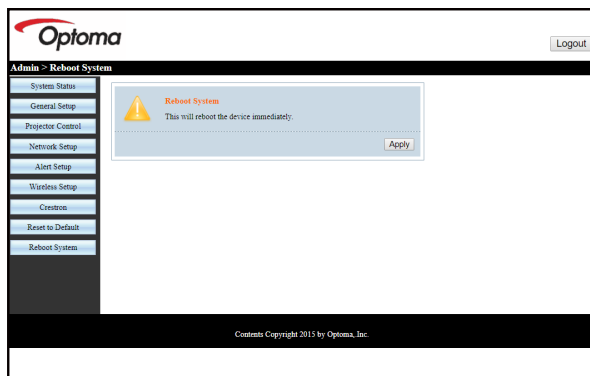 Optoma
Logout
Admin > Reboot System
System Status
General Setup
Projector Control
Network Setup
Alert Setup
Wireless Setup
Crestron
Reset to Default
Reboot System
Reboot System
This will reboot the device immediately.
Apply
Contents Copyright 2015 by Optoma, Inc.